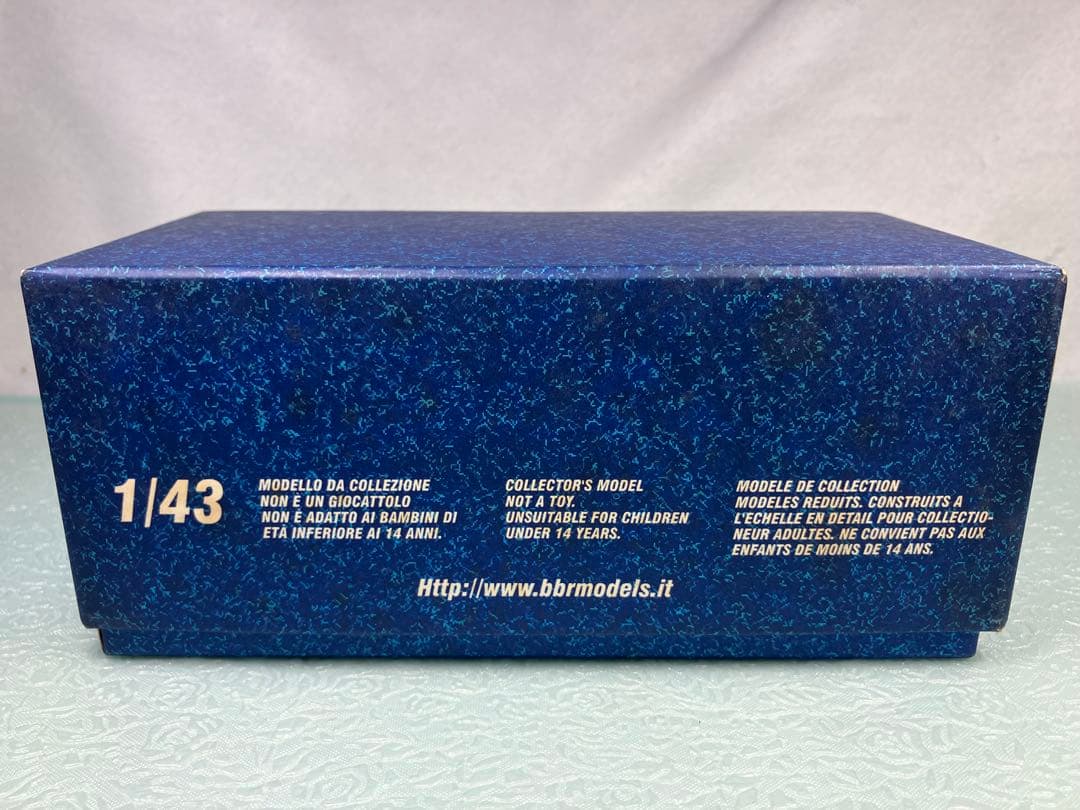 1/43
MODELLO DA COLLEZIONE
NON È UN GIOCATTOLO
NON È ADATTO AI BAMBINI DI
ETÀ INFERIORE AI 14 ANNI.
COLLECTOR'S MODEL
NOT A TOY.
UNSUITABLE FOR CHILDREN
UNDER 14 YEARS.
MODELE DE COLLECTION
MODELES REDUITS. CONSTRUITS A
L'ECHELLE EN DETAIL POUR COLLECTIO-
NEUR ADULTES. NE CONVIENT PAS AUX
ENFANTS DE MOINS DE 14 ANS.
Http://www.bbrmodels.it